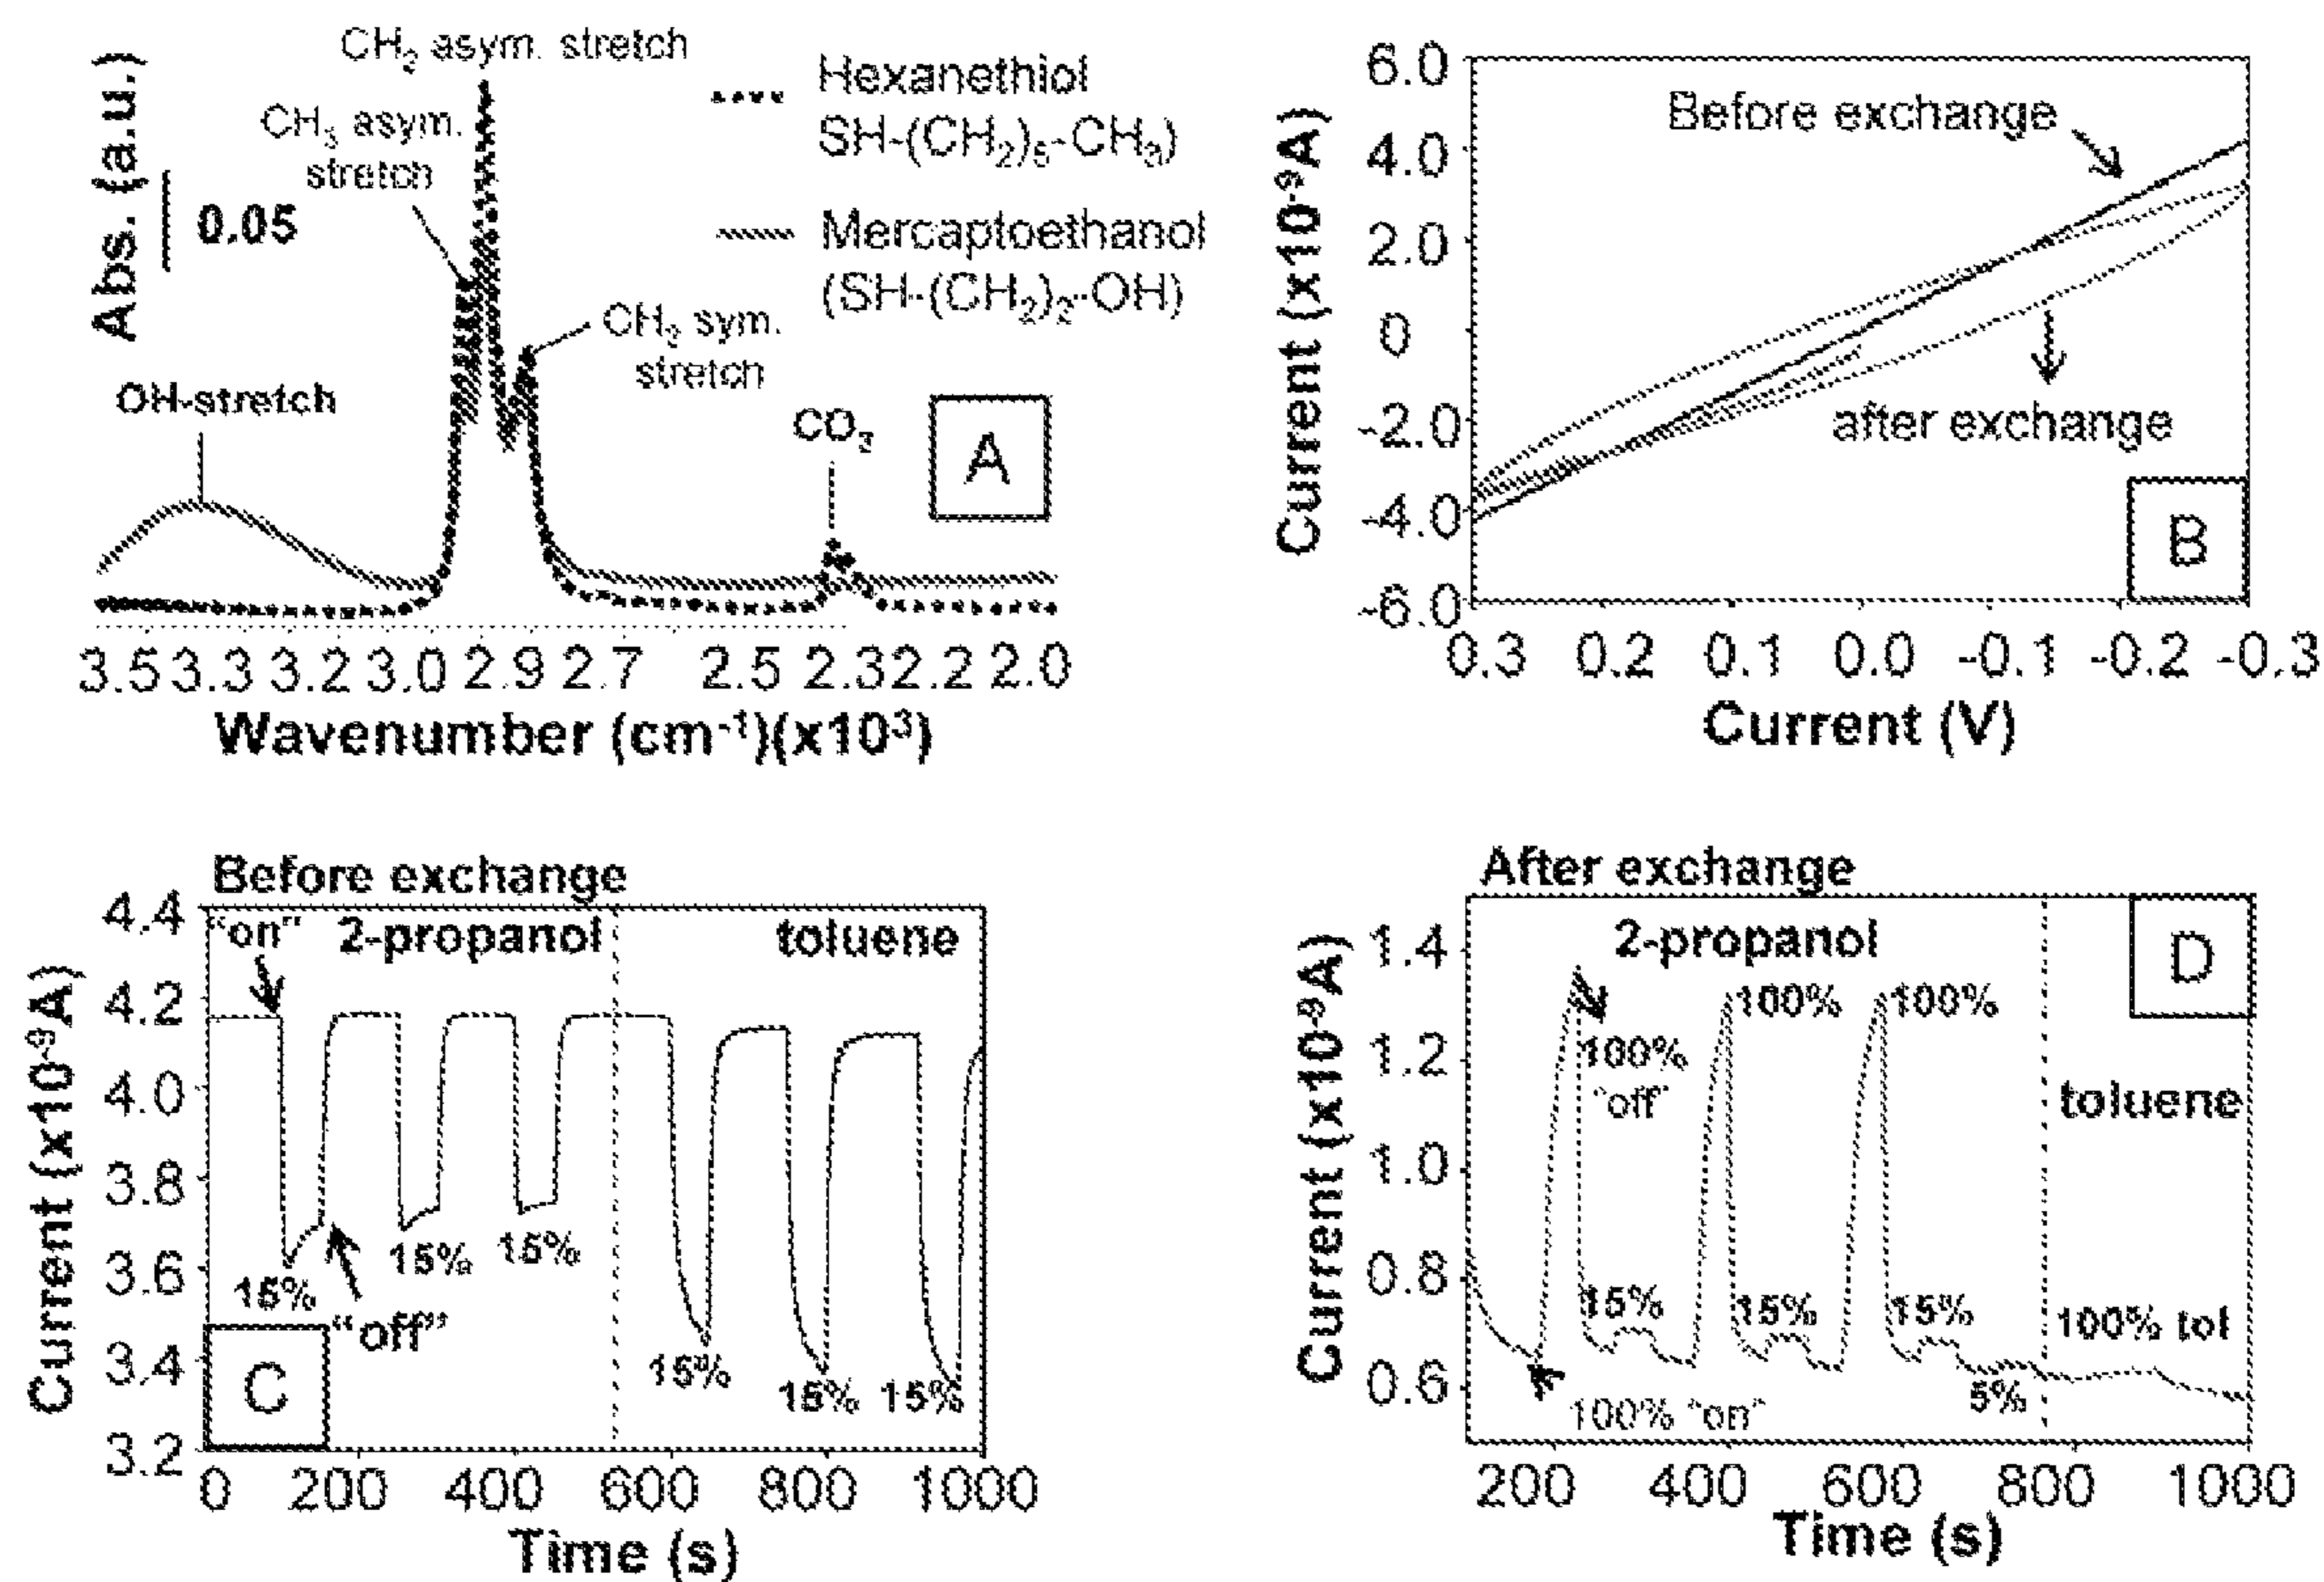 CH₂ asym. stretch
CH₃ asym.
stretch
Abs. (a.u.)
0.05
Hexanethiol
SH-(CH₂)₅-CH₃)
Mercaptoethanol
(SH-(CH₂)₂-OH)
CH₂ sym.
stretch
OH-stretch
CO₃
A
3.5 3.3 3.2 3.0 2.9 2.7 2.5 2.3 2.2 2.0
Wavenumber (cm⁻¹)(x10³)
6.0
4.0
2.0
0
-2.0
-4.0
-6.0
Current (x10⁻⁹A)
Before exchange
after exchange
B
0.3 0.2 0.1 0.0 -0.1 -0.2 -0.3
Current (V)
Before exchange
"on" 2-propanol toluene
4.4
4.2
4.0
3.8
3.6
3.4
3.2
Current (x10⁻⁹A)
15% 15% 15%
"off"
15% 15% 15%
C
0 200 400 600 800 1000
Time (s)
After exchange
2-propanol
D
1.4
1.2
1.0
0.8
0.6
Current (x10⁻⁹A)
100%
"off"
100%
100%
toluene
15% 15% 15%
100% tol
5%
100% "on"
200 400 600 800 1000
Time (s)